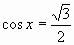 cos x = √3/2